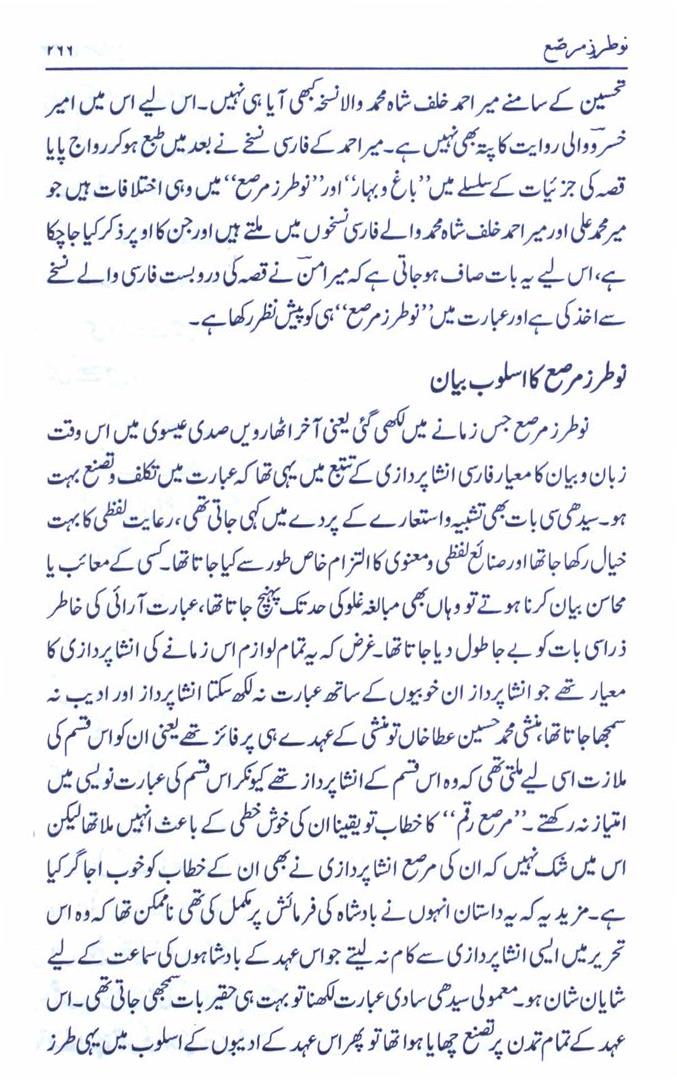 نو طرزِ مرصّع
۲۶۶
تحسین کے سامنے میر احمد خلف شاہ محمد والا نسخہ کبھی آیا ہی نہیں۔ اس لیے اس میں امیر
خسروؔ والی روایت کا پتہ بھی نہیں ہے۔ میر احمد کے فارسی نسخے نے بعد میں طبع ہو کر رواج پایا
قصہ کی جزئیات کے سلسلے میں ’’باغ و بہار‘‘ اور ’’نو طرز مرصع‘‘ میں وہی اختلافات ہیں جو
میر محمد علی اور میر احمد خلف شاہ محمد والے فارسی نسخوں میں ملتے ہیں اور جن کا اوپر ذکر کیا جا چکا
ہے، اس لیے یہ بات صاف ہو جاتی ہے کہ میر امنؔ نے قصہ کی دروبست فارسی والے نسخے
سے اخذ کی ہے اور عبارت میں ’’نو طرز مرصع‘‘ ہی کو پیش نظر رکھا ہے۔
نو طرز مرصع کا اسلوب بیان
نو طرز مرصع جس زمانے میں لکھی گئی یعنی آخر اٹھارویں صدی عیسوی میں اس وقت
زبان و بیان کا معیار فارسی انشا پردازی کے تتبع میں یہی تھا کہ عبارت میں تکلف و تصنع بہت
ہو۔ سیدھی سی بات بھی تشبیہ و استعارے کے پردے میں کہی جاتی تھی، رعایت لفظی کا بہت
خیال رکھا جاتھا اور صنائع لفظی و معنوی کا التزام خاص طور سے کیا جاتا تھا۔ کسی کے معائب یا
محاسن بیان کرنا ہوتے تو وہاں بھی مبالغہ غلو کی حد تک پہنچ جاتا تھا، عبارت آرائی کی خاطر
ذرا سی بات کو بے جا طول دیا جاتا تھا۔ غرض کہ یہ تمام لوازم اس زمانے کی انشا پردازی کا
معیار تھے جو انشا پرداز ان خوبیوں کے ساتھ عبارت نہ لکھ سکتا انشا پرداز اور ادیب نہ
سمجھا جاتا تھا، منشی محمد حسین عطا خاں تو منشی کے عہدے ہی پر فائز تھے یعنی ان کو اس قسم کی
ملازت اسی لیے ملتی تھی کہ وہ اس قسم کے انشا پرداز تھے کیونکر اس قسم کی عبارت نویسی میں
امتیاز نہ رکھتے۔ ’’مرصع رقم‘‘ کا خطاب تو یقینا ان کی خوش خطی کے باعث انہیں ملا تھا لیکن
اس میں شک نہیں کہ ان کی مرصع انشا پردازی نے بھی ان کے خطاب کو خوب اجاگر کیا
ہے۔ مزید یہ کہ یہ داستان انہوں نے بادشاہ کی فرمائش پر مکمل کی تھی ناممکن تھا کہ وہ اس
تحریر میں ایسی انشا پردازی سے کام نہ لیتے جو اس عہد کے بادشاہوں کی سماعت کے لیے
شایان شان ہو۔ معمولی سیدھی سادی عبارت لکھنا تو بہت ہی حقیر بات سمجھی جاتی تھی۔ اس
عہد کے تمام تمدن پر تصنع چھایا ہوا تھا تو پھر اس عہد کے ادیبوں کے اسلوب میں یہی طرز